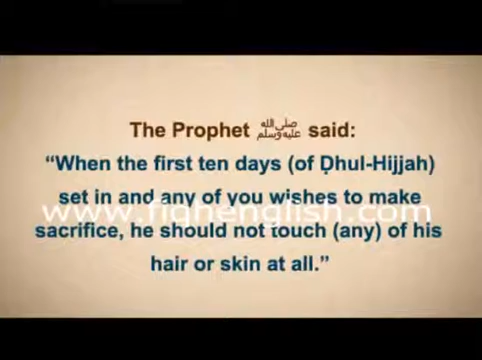 The Prophet ﷺ said:
“When the first ten days (of Ḍhul-Hijjah)
set in and any of you wishes to make
www.fiqhenglish.com
sacrifice, he should not touch (any) of his
hair or skin at all.”